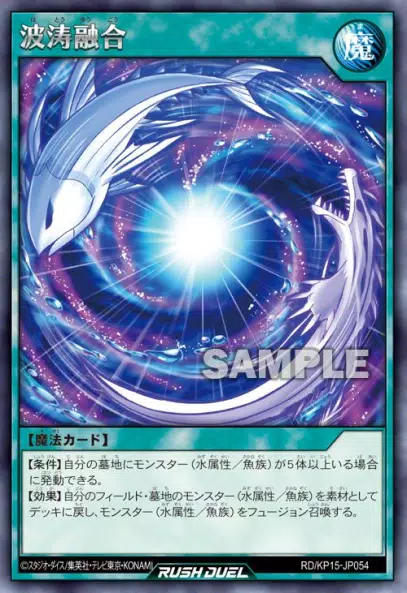 波涛融合
魔
SAMPLE
【魔法カード】
【条件】自分の墓地にモンスター(水属性/魚族)が5体以上いる場合
に発動できる。
【効果】自分のフィールド・墓地のモンスター(水属性/魚族)を素材として
デッキに戻し、モンスター(水属性/魚族)をフュージョン召喚する。
©スタジオ・ダイス/集英社・テレビ東京・KONAMI
RUSH DUEL
RD/KP15-JP054